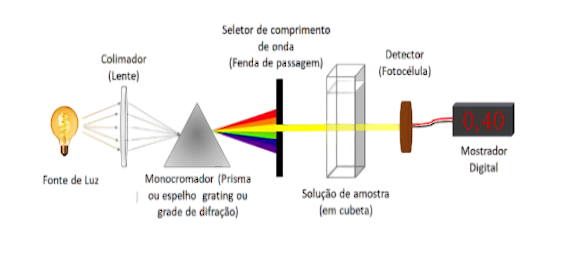 Seletor de comprimento
de onda
(Fenda de passagem)
Colimador
(Lente)
Detector
(Fotocélula)
0,40
Mostrador
Digital
Fonte de Luz
Monocromador (Prisma
ou espelho grating ou
grade de difração)
Solução de amostra
(em cubeta)